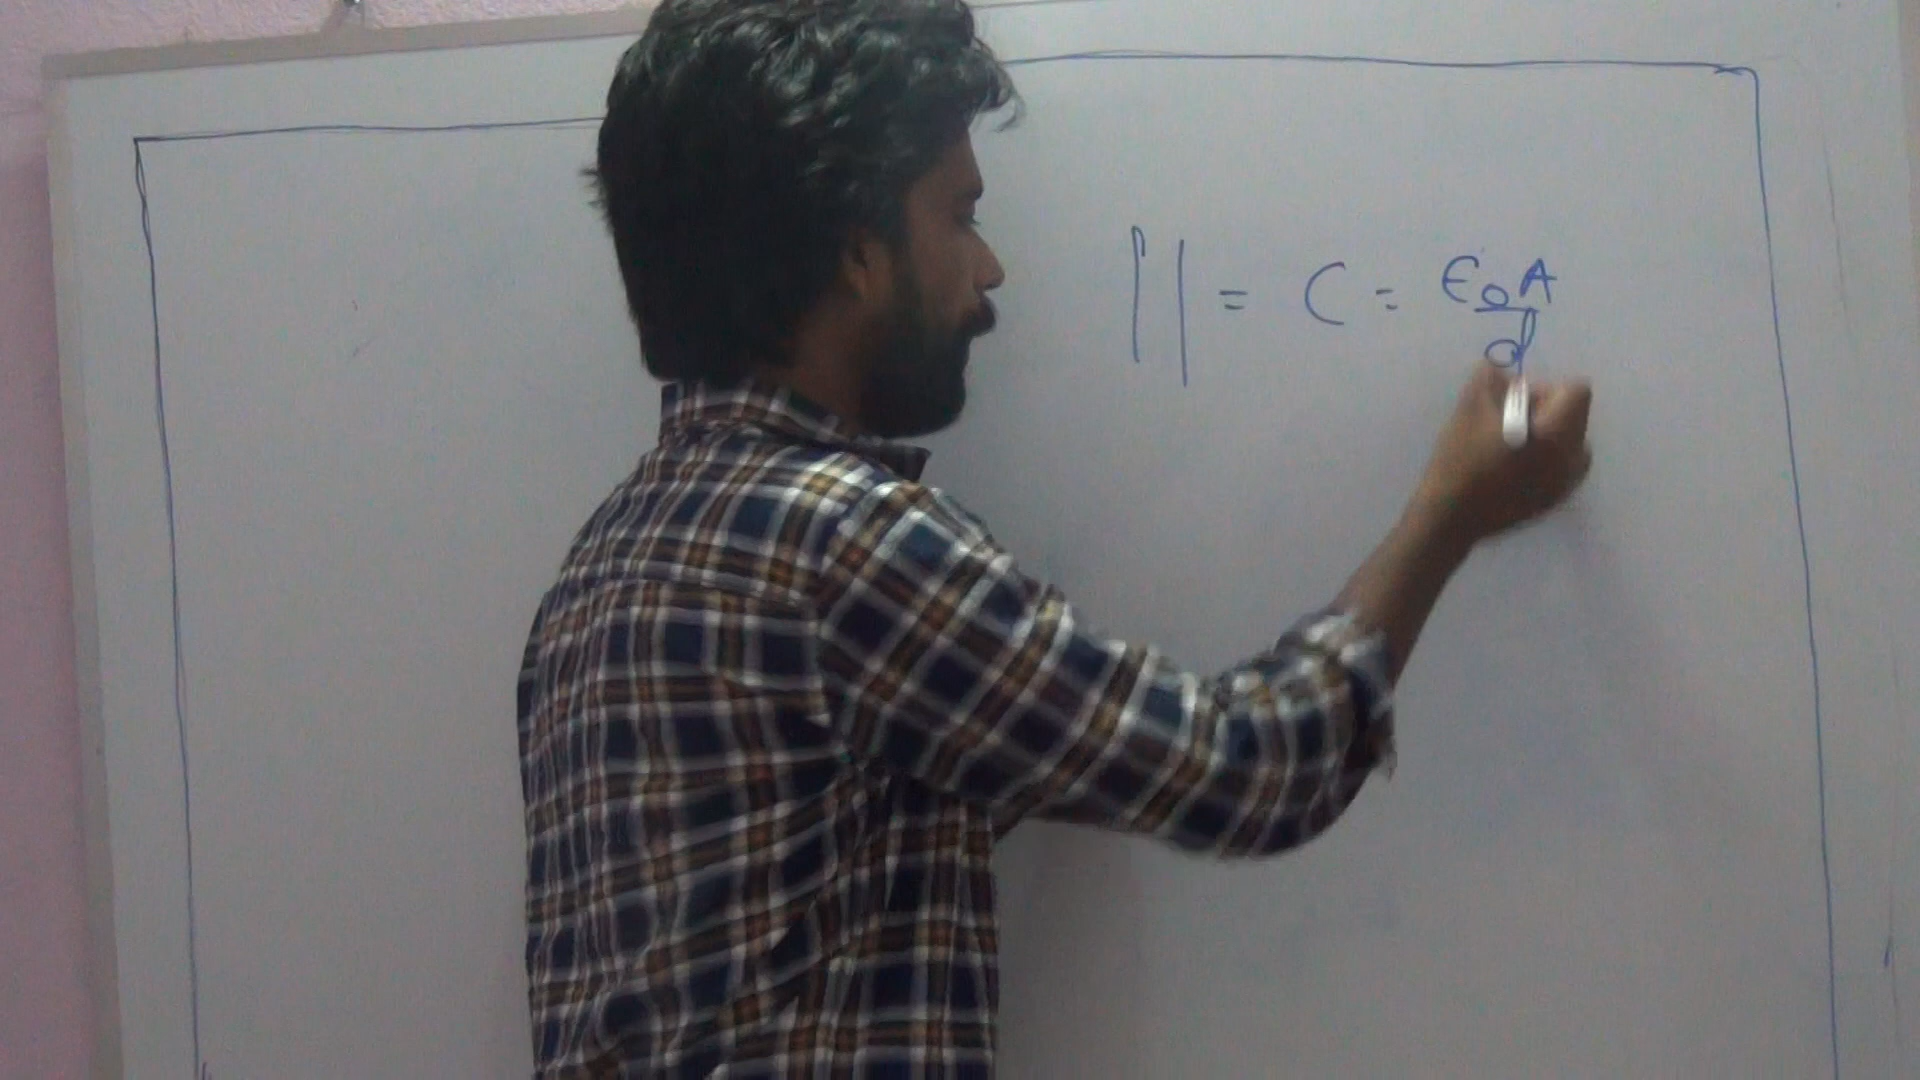 || = C = ε₀A/d